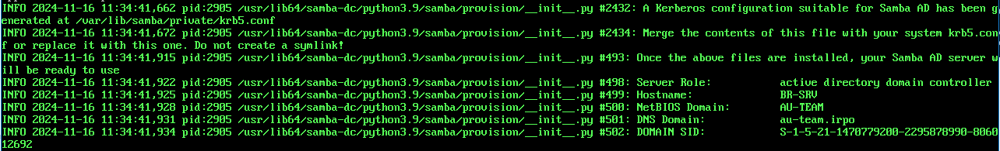 INFO 2024-11-16 11:34:41,662 pid:2905 /usr/lib64/samba-dc/python3.9/samba/provision/__init__.py #2432: A Kerberos configuration suitable for Samba AD has been g
enerated at /var/lib/samba/private/krb5.conf
INFO 2024-11-16 11:34:41,672 pid:2905 /usr/lib64/samba-dc/python3.9/samba/provision/__init__.py #2434: Merge the contents of this file with your system krb5.con
f or replace it with this one. Do not create a symlink!
INFO 2024-11-16 11:34:41,915 pid:2905 /usr/lib64/samba-dc/python3.9/samba/provision/__init__.py #493: Once the above files are installed, your Samba AD server w
ill be ready to use
INFO 2024-11-16 11:34:41,922 pid:2905 /usr/lib64/samba-dc/python3.9/samba/provision/__init__.py #498: Server Role: active directory domain controller
INFO 2024-11-16 11:34:41,925 pid:2905 /usr/lib64/samba-dc/python3.9/samba/provision/__init__.py #499: Hostname: BR-SRV
INFO 2024-11-16 11:34:41,928 pid:2905 /usr/lib64/samba-dc/python3.9/samba/provision/__init__.py #500: NetBIOS Domain: AU-TEAM
INFO 2024-11-16 11:34:41,931 pid:2905 /usr/lib64/samba-dc/python3.9/samba/provision/__init__.py #501: DNS Domain: au-team.irpo
INFO 2024-11-16 11:34:41,934 pid:2905 /usr/lib64/samba-dc/python3.9/samba/provision/__init__.py #502: DOMAIN SID: S-1-5-21-1470779200-2295878990-8060
12692